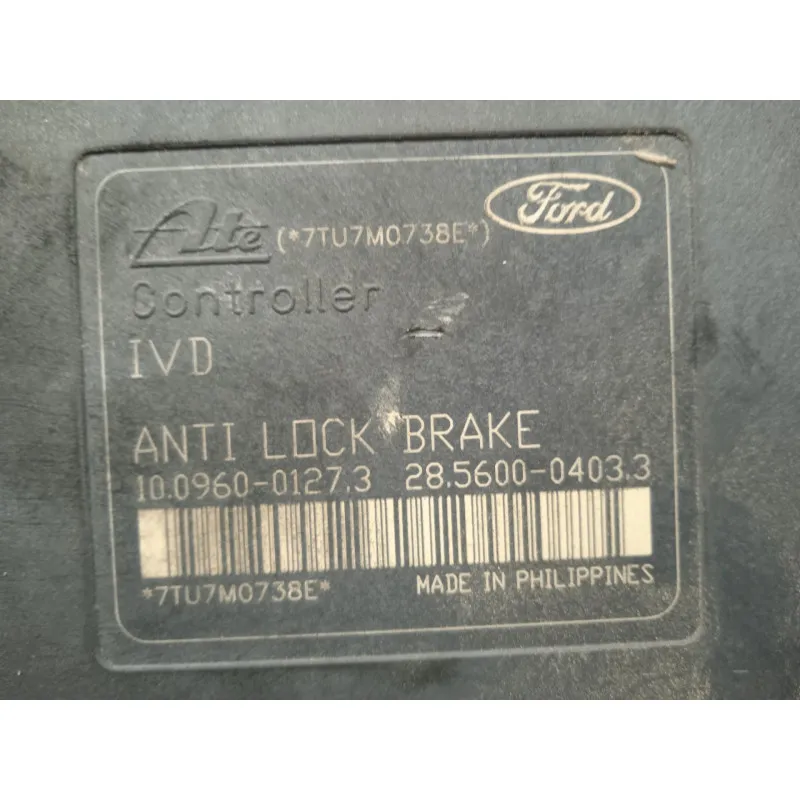 Ate (*7TU7M0738E*) Ford
Controller
IVD
ANTI LOCK BRAKE
10.0960-0127.3 28.5600-0403.3
*7TU7M0738E* MADE IN PHILIPPINES